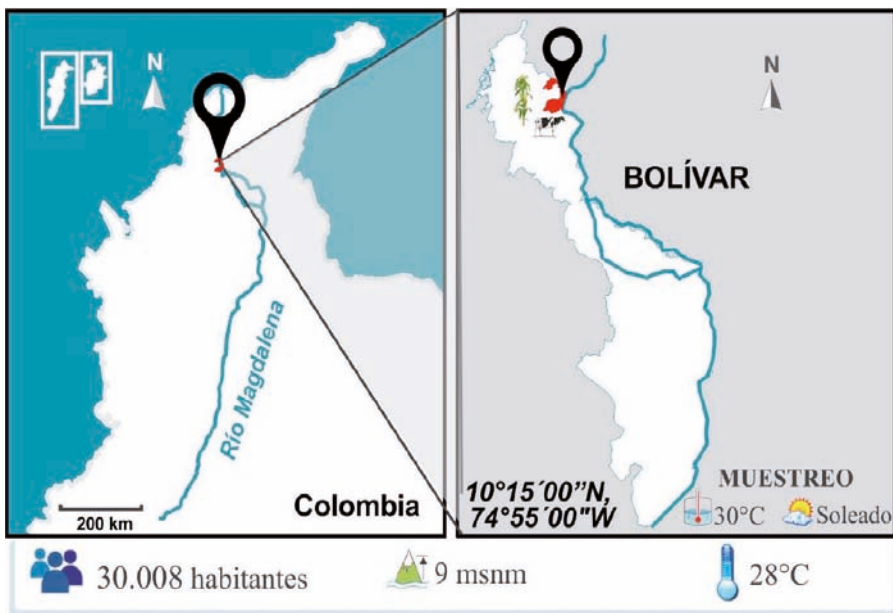 N
Río Magdalena
200 km
Colombia
N
BOLÍVAR
10°15´00”N,
74°55´00"W
MUESTREO
30°C
Soleado
30.008 habitantes
9 msnm
28°C